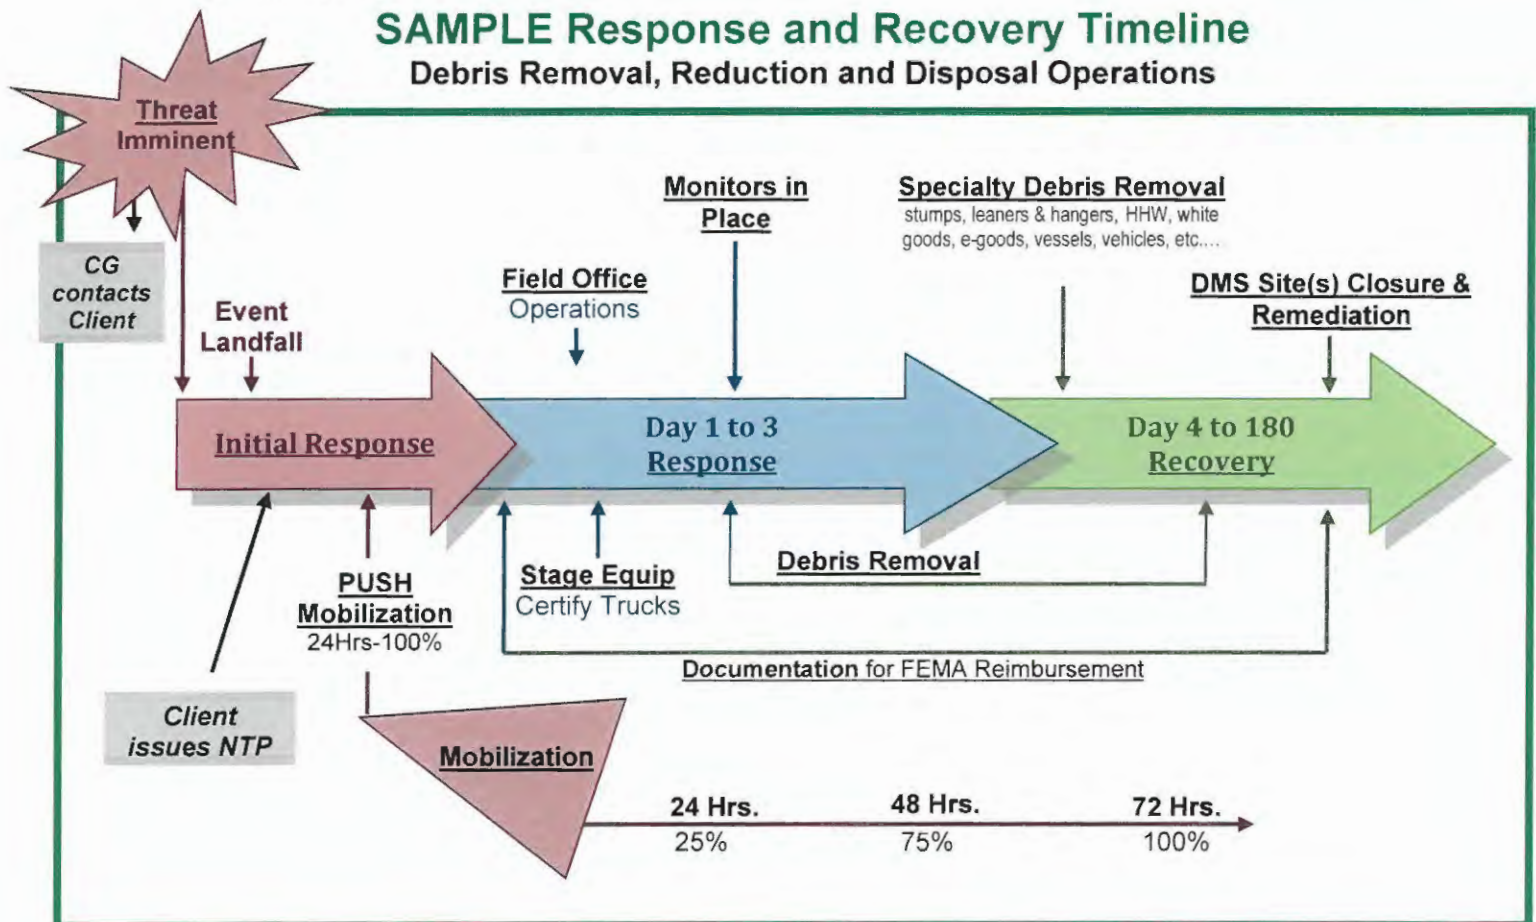 SAMPLE Response and Recovery Timeline
Debris Removal, Reduction and Disposal Operations
Threat
Imminent
CG
contacts
Client
Event
Landfall
Field Office
Operations
Monitors in
Place
Specialty Debris Removal
stumps, leaners & hangers, HHW, white
goods, e-goods, vessels, vehicles, etc....
DMS Site(s) Closure &
Remediation
Initial Response
Day 1 to 3
Response
Day 4 to 180
Recovery
PUSH
Mobilization
24Hrs-100%
Stage Equip
Certify Trucks
Debris Removal
Documentation for FEMA Reimbursement
Client
issues NTP
Mobilization
24 Hrs.
25%
48 Hrs.
75%
72 Hrs.
100%